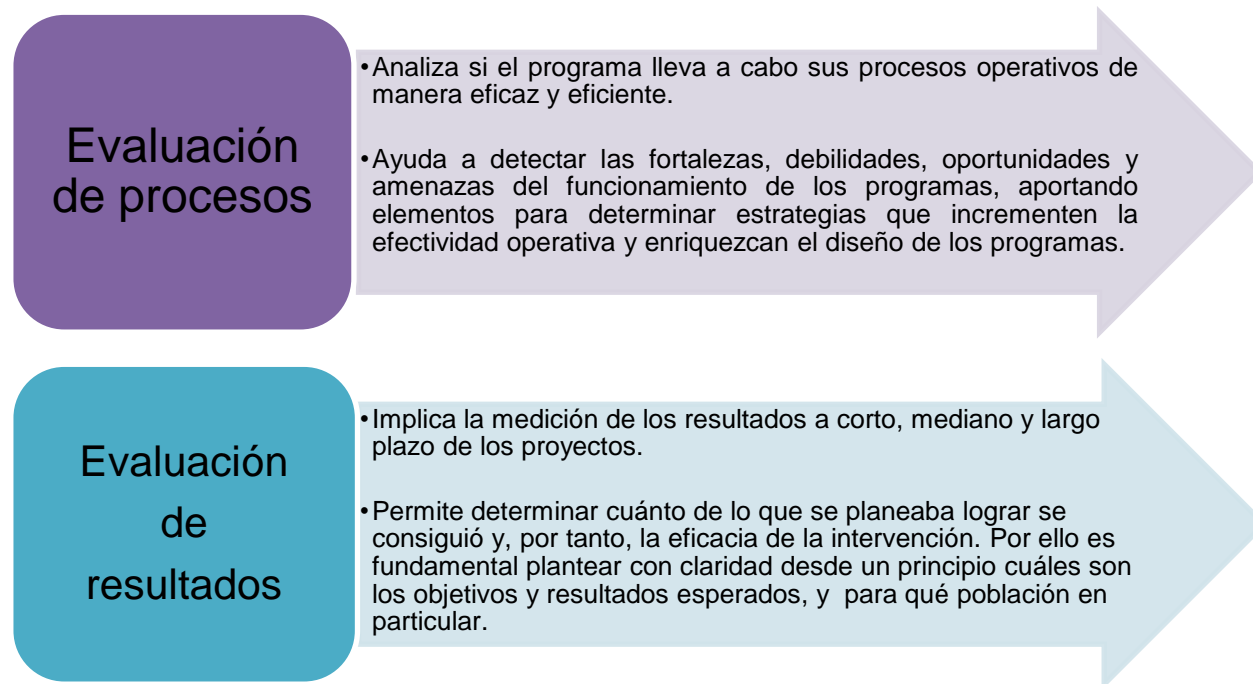 Evaluación
de procesos
•Analiza si el programa lleva a cabo sus procesos operativos de
manera eficaz y eficiente.
•Ayuda a detectar las fortalezas, debilidades, oportunidades y
amenazas del funcionamiento de los programas, aportando
elementos para determinar estrategias que incrementen la
efectividad operativa y enriquezcan el diseño de los programas.
Evaluación
de
resultados
•Implica la medición de los resultados a corto, mediano y largo
plazo de los proyectos.
•Permite determinar cuánto de lo que se planeaba lograr se
consiguió y, por tanto, la eficacia de la intervención. Por ello es
fundamental plantear con claridad desde un principio cuáles son
los objetivos y resultados esperados, y  para qué población en
particular.